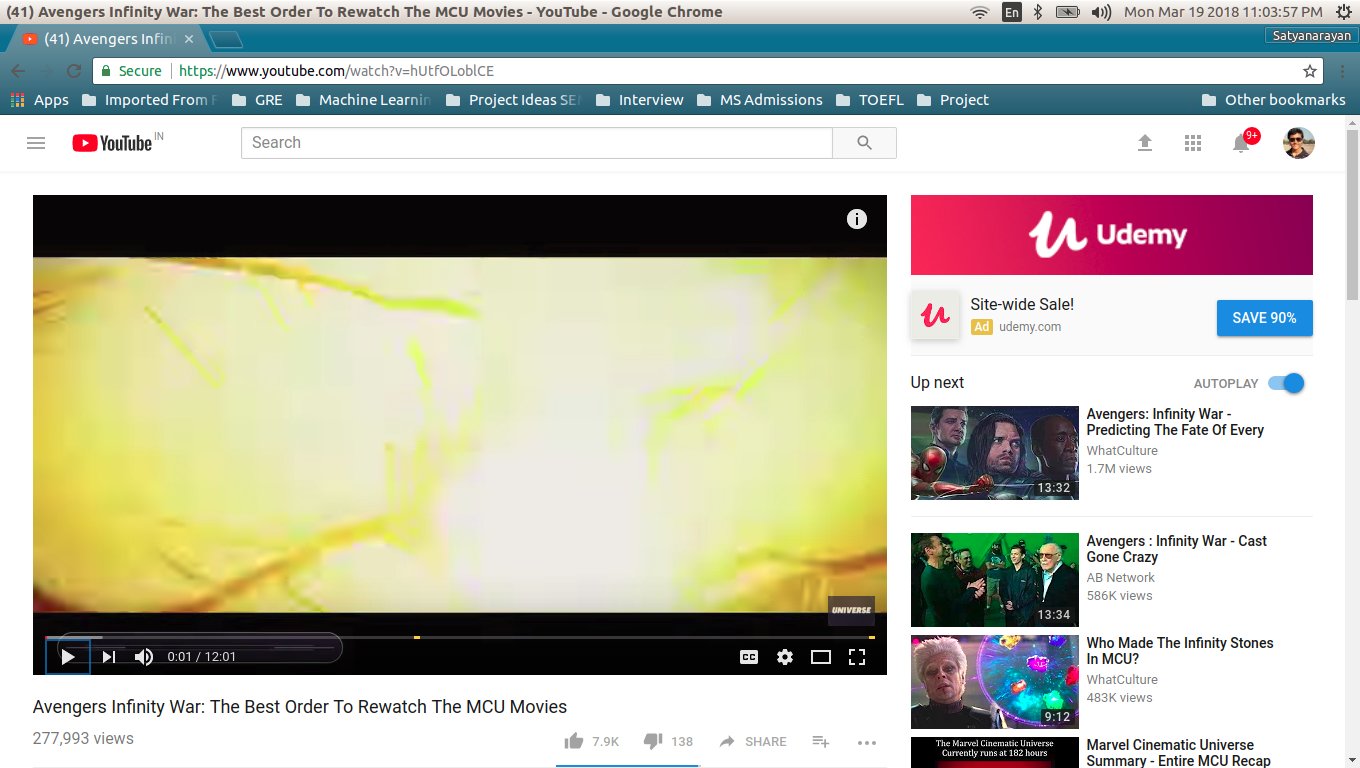 (41) Avengers Infinity War: The Best Order To Rewatch The MCU Movies - YouTube - Google Chrome
En
Mon Mar 19 2018 11:03:57 PM
(41) Avengers Infini
Satyanarayan
Secure
https://www.youtube.com/watch?v=hUtfOLoblCE
Apps
Imported From F
GRE
Machine Learnin
Project Ideas SEM
Interview
MS Admissions
TOEFL
Project
Other bookmarks
YouTube IN
Search
9+
UNIVERSE
0:01 / 12:01
CC
Avengers Infinity War: The Best Order To Rewatch The MCU Movies
277,993 views
7.9K
138
SHARE
Udemy
Site-wide Sale!
Ad udemy.com
SAVE 90%
Up next
AUTOPLAY
13:32
Avengers: Infinity War -
Predicting The Fate Of Every
WhatCulture
1.7M views
13:34
Avengers : Infinity War - Cast
Gone Crazy
AB Network
586K views
9:12
Who Made The Infinity Stones
In MCU?
WhatCulture
483K views
The Marvel Cinematic Universe
Currently runs at 182 hours
Marvel Cinematic Universe
Summary - Entire MCU Recap